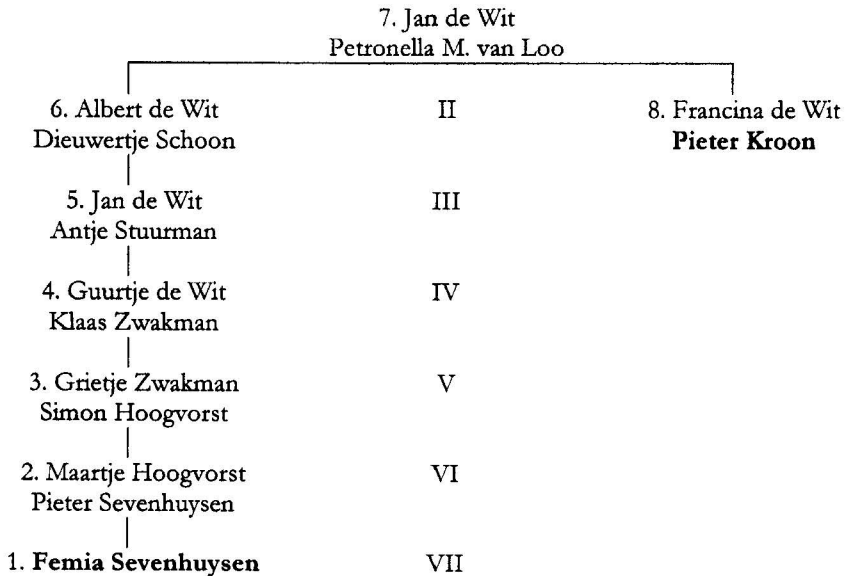 7. Jan de Wit
Petronella M. van Loo
6. Albert de Wit II 8. Francina de Wit
Dieuwertje Schoon Pieter Kroon
5. Jan de Wit III
Antje Stuurman
4. Guurtje de Wit IV
Klaas Zwakman
3. Grietje Zwakman V
Simon Hoogvorst
2. Maartje Hoogvorst VI
Pieter Sevenhuysen
1. Femia Sevenhuysen VII